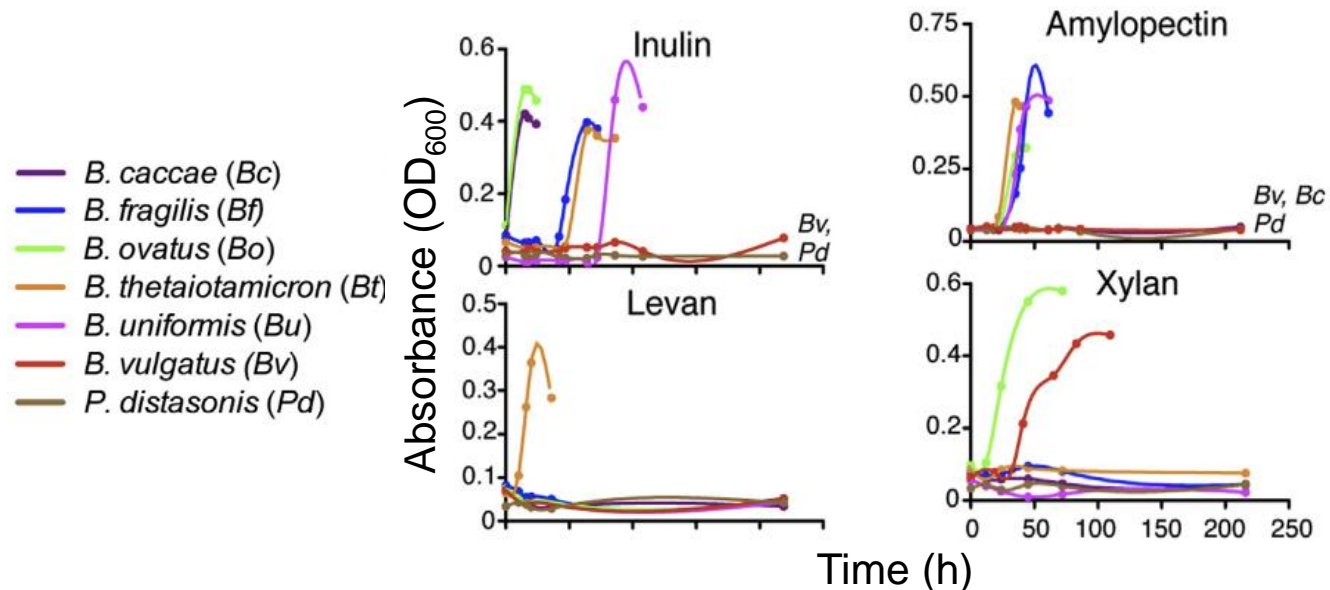 B. caccae (Bc)
B. fragilis (Bf)
B. ovatus (Bo)
B. thetaiotamicron (Bt)
B. uniformis (Bu)
B. vulgatus (Bv)
P. distasonis (Pd)
Absorbance (OD600)
Inulin
0.6
0.4
0.2
0
Bv,
Pd
Amylopectin
0.75
0.50
0.25
0
Bv, Bc
Pd
Levan
0.5
0.4
0.3
0.2
0.1
0
Xylan
0.6
0.4
0.2
0
0 50 100 150 200 250
Time (h)